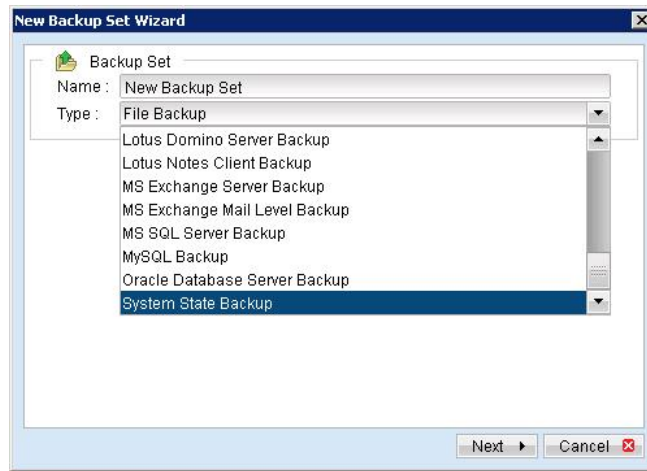 New Backup Set Wizard
Backup Set
Name : New Backup Set
Type : File Backup
Lotus Domino Server Backup
Lotus Notes Client Backup
MS Exchange Server Backup
MS Exchange Mail Level Backup
MS SQL Server Backup
MySQL Backup
Oracle Database Server Backup
System State Backup
Next Cancel